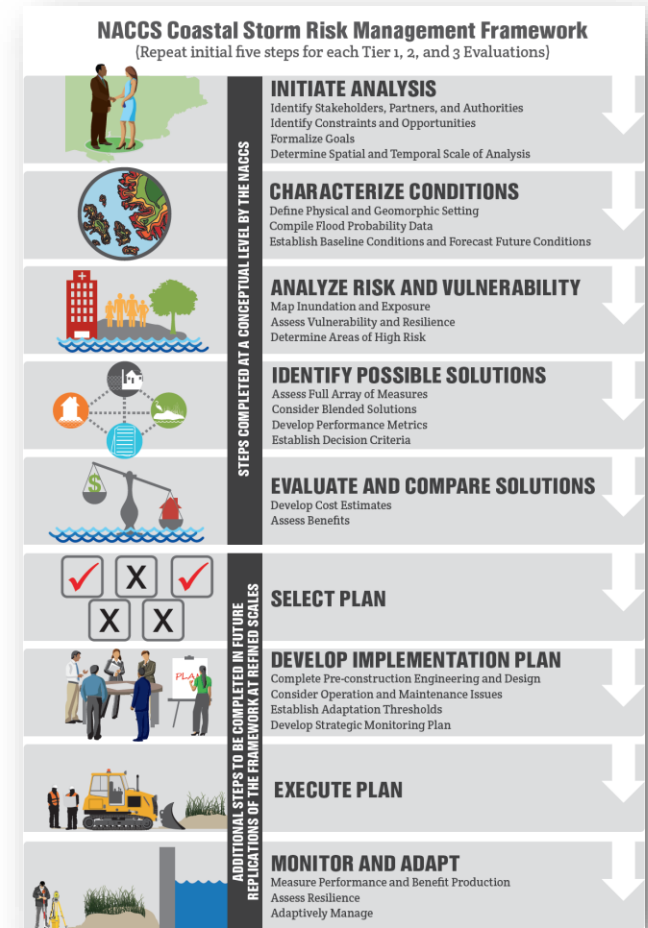 NACCS Coastal Storm Risk Management Framework
(Repeat initial five steps for each Tier 1, 2, and 3 Evaluations)
STEPS COMPLETED AT A CONCEPTUAL LEVEL BY THE NACCS
INITIATE ANALYSIS
Identify Stakeholders, Partners, and Authorities
Identify Constraints and Opportunities
Formalize Goals
Determine Spatial and Temporal Scale of Analysis
CHARACTERIZE CONDITIONS
Define Physical and Geomorphic Setting
Compile Flood Probability Data
Establish Baseline Conditions and Forecast Future Conditions
ANALYZE RISK AND VULNERABILITY
Map Inundation and Exposure
Assess Vulnerability and Resilience
Determine Areas of High Risk
IDENTIFY POSSIBLE SOLUTIONS
Assess Full Array of Measures
Consider Blended Solutions
Develop Performance Metrics
Establish Decision Criteria
$
EVALUATE AND COMPARE SOLUTIONS
Develop Cost Estimates
Assess Benefits
ADDITIONAL STEPS TO BE COMPLETED IN FUTURE
REPLICATIONS OF THE FRAMEWORK AT REFINED SCALES
X
X X
SELECT PLAN
PLA
DEVELOP IMPLEMENTATION PLAN
Complete Pre-construction Engineering and Design
Consider Operation and Maintenance Issues
Establish Adaptation Thresholds
Develop Strategic Monitoring Plan
EXECUTE PLAN
MONITOR AND ADAPT
Measure Performance and Benefit Production
Assess Resilience
Adaptively Manage